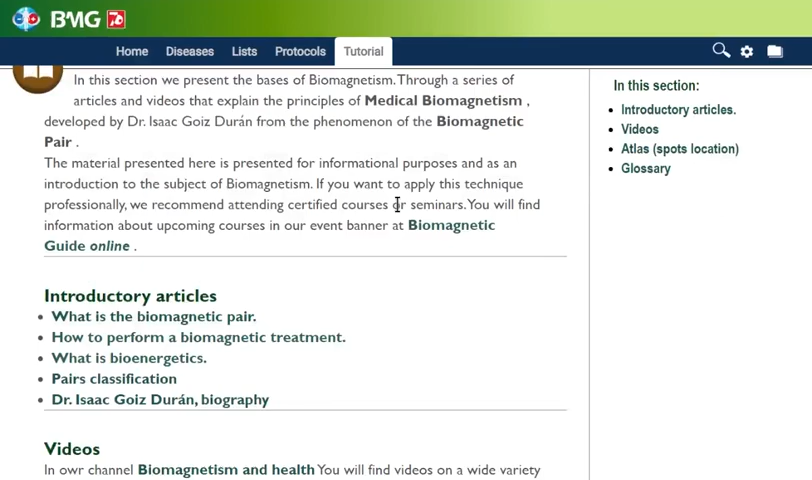 BMG 7.0
Home Diseases Lists Protocols Tutorial
In this section we present the bases of Biomagnetism. Through a series of
articles and videos that explain the principles of Medical Biomagnetism ,
developed by Dr. Isaac Goiz Durán from the phenomenon of the Biomagnetic
Pair .
The material presented here is presented for informational purposes and as an
introduction to the subject of Biomagnetism. If you want to apply this technique
professionally, we recommend attending certified courses or seminars. You will find
information about upcoming courses in our event banner at Biomagnetic
Guide online .
Introductory articles
What is the biomagnetic pair.
How to perform a biomagnetic treatment.
What is bioenergetics.
Pairs classification
Dr. Isaac Goiz Durán, biography
Videos
In owr channel Biomagnetism and health You will find videos on a wide variety
In this section:
Introductory articles.
Videos
Atlas (spots location)
Glossary